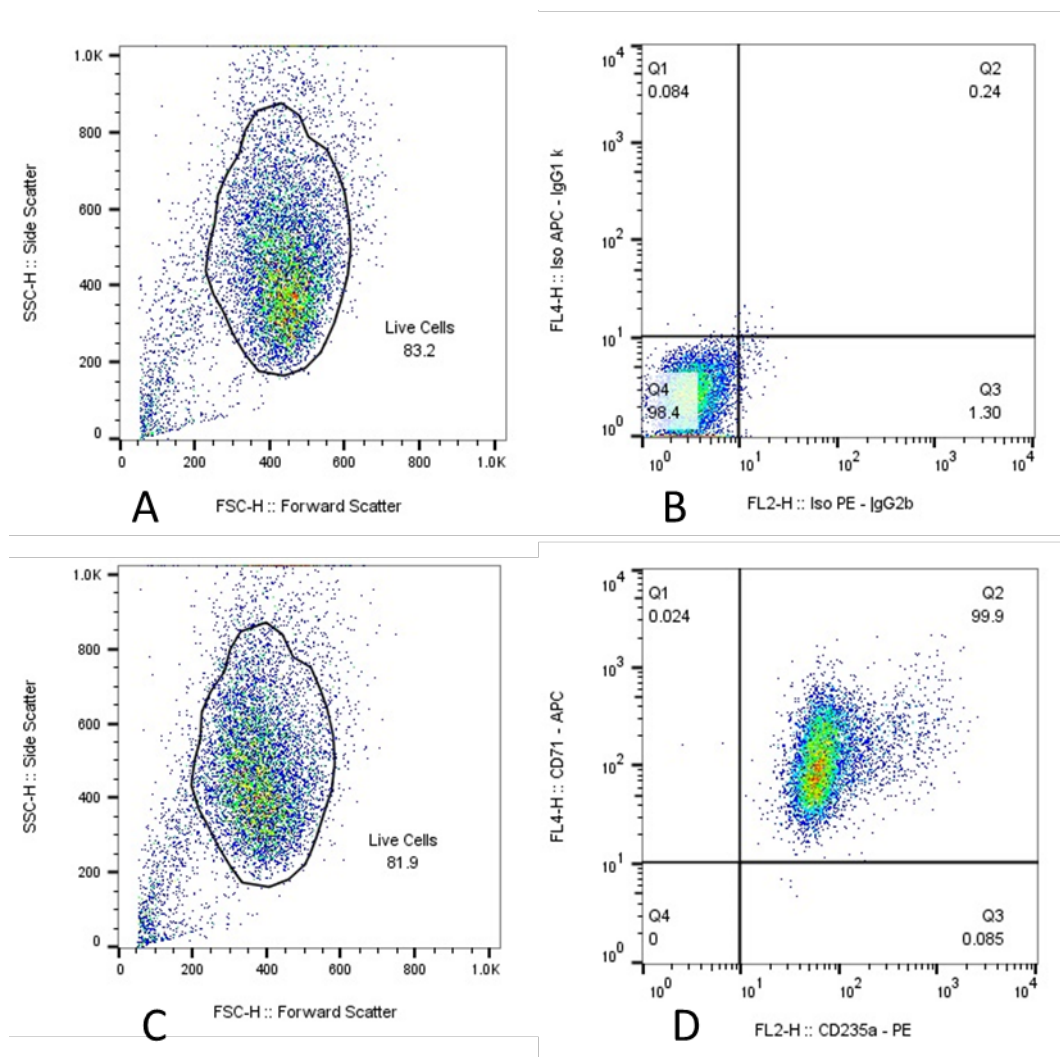 1.0K
800
600
400
200
0
SSC-H :: Side Scatter
Live Cells
83.2
0 200 400 600 800 1.0K
FSC-H :: Forward Scatter
A
10^4
10^3
10^2
10^1
10^0
FL4-H :: Iso APC - IgG1 k
Q1
0.084
Q2
0.24
Q4
98.4
Q3
1.30
10^0 10^1 10^2 10^3 10^4
FL2-H :: Iso PE - IgG2b
B
1.0K
800
600
400
200
0
SSC-H :: Side Scatter
Live Cells
81.9
0 200 400 600 800 1.0K
FSC-H :: Forward Scatter
C
10^4
10^3
10^2
10^1
10^0
FL4-H :: CD71 - APC
Q1
0.024
Q2
99.9
Q4
0
Q3
0.085
10^0 10^1 10^2 10^3 10^4
FL2-H :: CD235a - PE
D